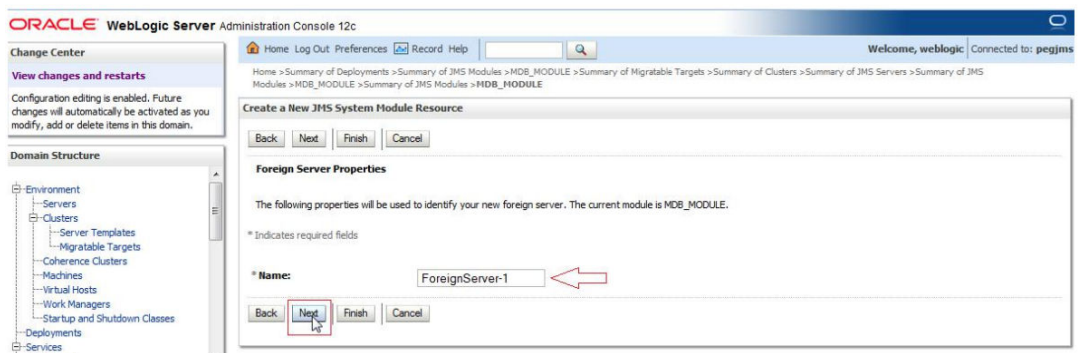 ORACLE WebLogic Server Administration Console 12c
Change Center
View changes and restarts
Configuration editing is enabled. Future
changes will automatically be activated as you
modify, add or delete items in this domain.
Domain Structure
Environment
Servers
Clusters
Server Templates
Migratable Targets
Coherence Clusters
Machines
Virtual Hosts
Work Managers
Startup and Shutdown Classes
Deployments
Services
Home Log Out Preferences Record Help
Welcome, weblogic Connected to: pegjms
Home >Summary of Deployments >Summary of JMS Modules >MDB_MODULE >Summary of Migratable Targets >Summary of Clusters >Summary of JMS Servers >Summary of JMS
Modules >MDB_MODULE >Summary of JMS Modules >MDB_MODULE
Create a New JMS System Module Resource
Back Next Finish Cancel
Foreign Server Properties
The following properties will be used to identify your new foreign server. The current module is MDB_MODULE.
* Indicates required fields
* Name: ForeignServer-1
Back Next Finish Cancel